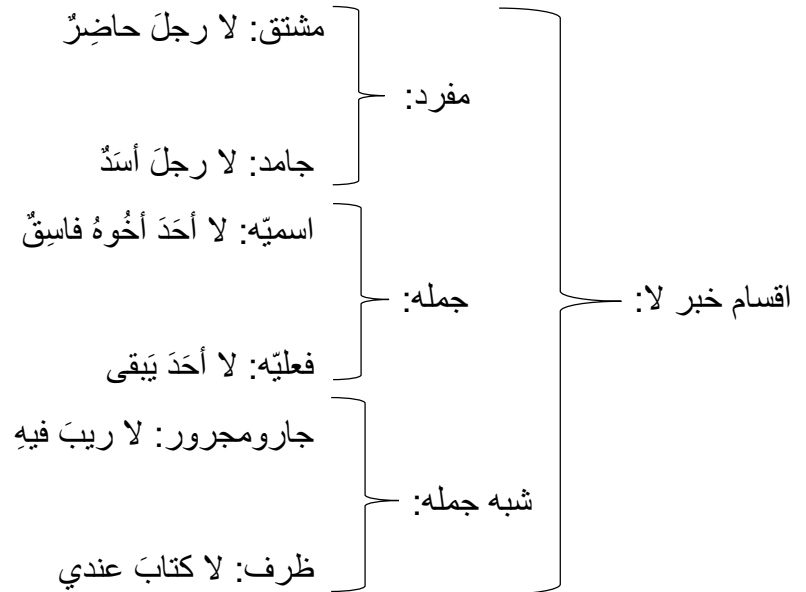 اقسام خبر لا:
مفرد:
مشتق: لا رجلَ حاضِرٌ
جامد: لا رجلَ أسَدٌ
جمله:
اسميّه: لا أحَدَ أخُوهُ فاسِقٌ
فعليّه: لا أحَدَ يَبقى
شبه جمله:
جارومجرور: لا ريبَ فيهِ
ظرف: لا كتابَ عندي